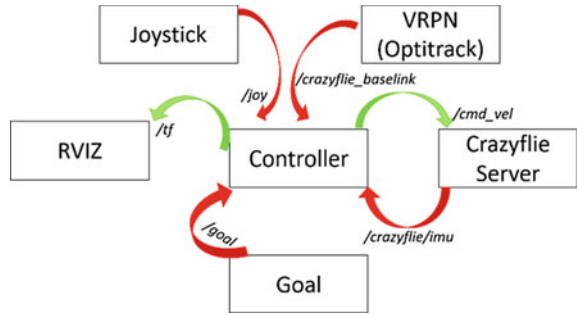 Joystick
VRPN
(Optitrack)
/joy
/crazyflie_baselink
/tf
/cmd_vel
RVIZ
Controller
Crazyflie
Server
/goal
/crazyflie/imu
Goal